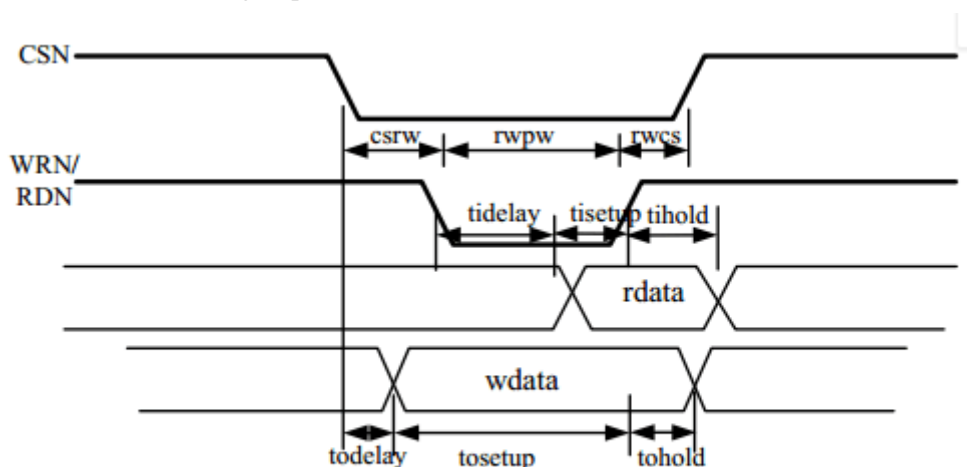 CSN
csrw rwpw rwcs
WRN/
RDN
tidelay tisetup tihold
rdata
wdata
todelay tosetup tohold